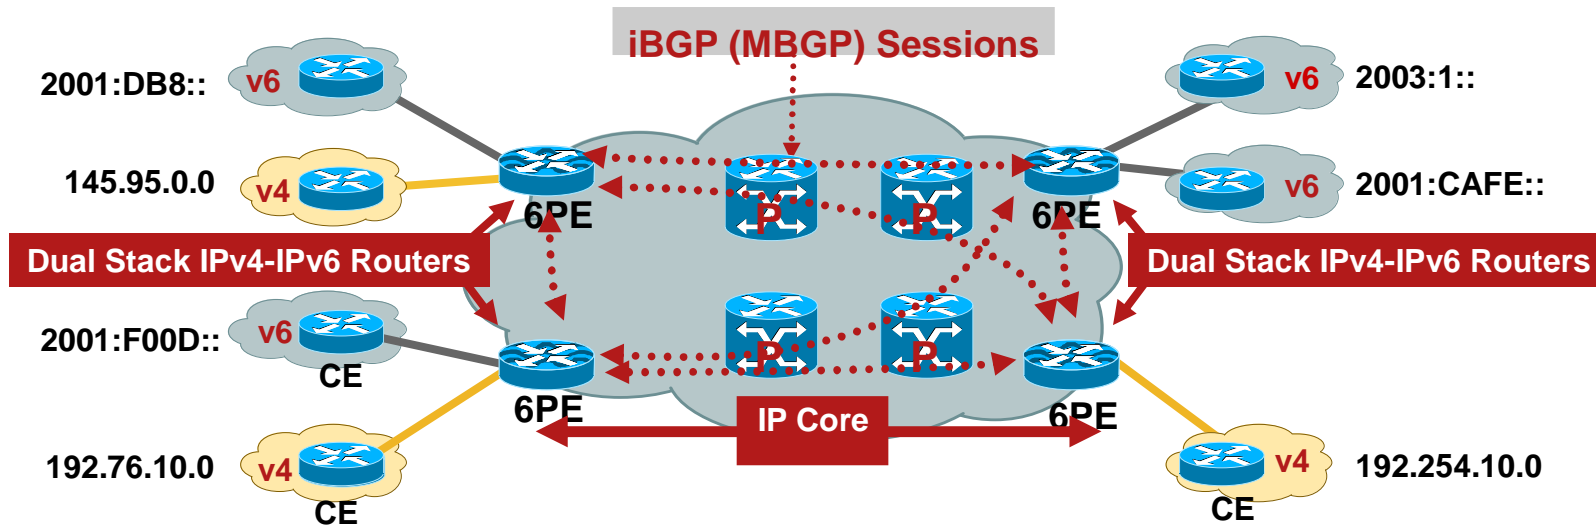 iBGP (MBGP) Sessions
2001:DB8::
v6
v6
2003:1::
145.95.0.0
v4
v6
2001:CAFE::
6PE
P
P
6PE
Dual Stack IPv4-IPv6 Routers
Dual Stack IPv4-IPv6 Routers
2001:F00D::
v6
CE
P
P
6PE
IP Core
6PE
192.76.10.0
v4
CE
v4
CE
192.254.10.0